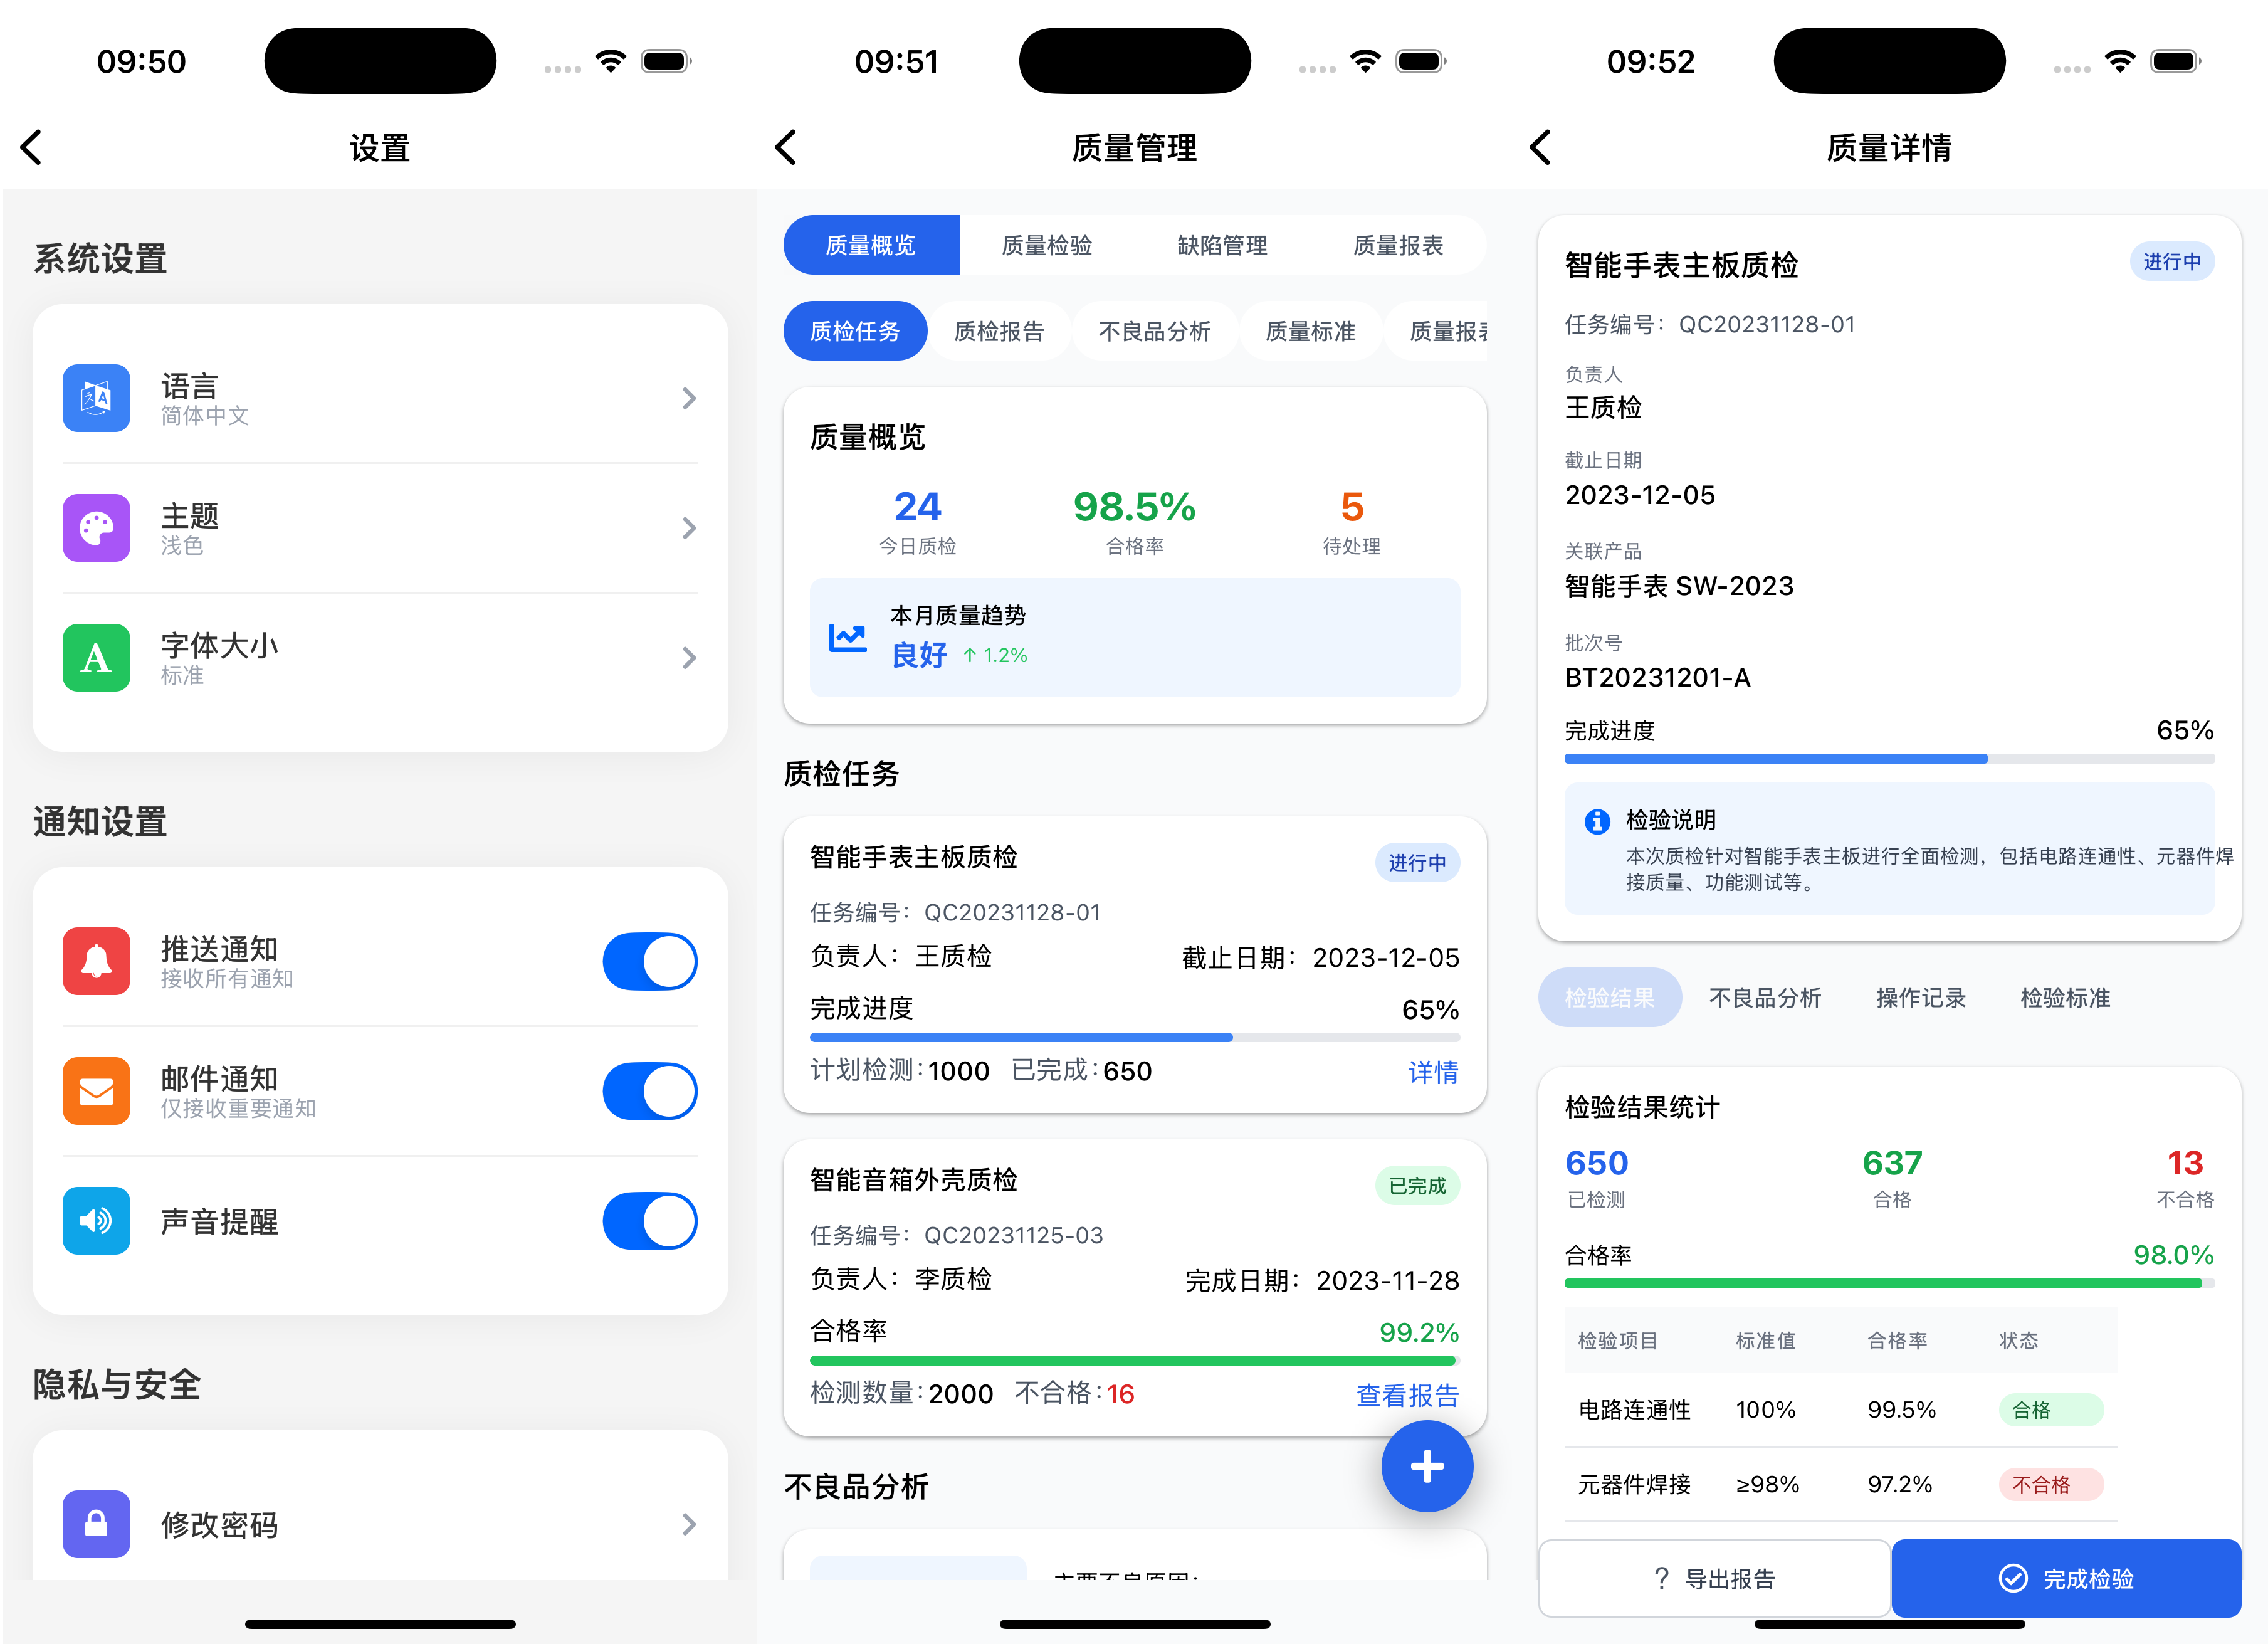 09:50
设置
系统设置
语言
简体中文
主题
浅色
A
字体大小
标准
通知设置
推送通知
接收所有通知
邮件通知
仅接收重要通知
声音提醒
隐私与安全
修改密码
09:51
质量管理
质量概览 质量检验 缺陷管理 质量报表
质检任务 质检报告 不良品分析 质量标准 质量报表
质量概览
24 98.5% 5
今日质检 合格率 待处理
本月质量趋势
良好 ↑ 1.2%
质检任务
智能手表主板质检 进行中
任务编号：QC20231128-01
负责人：王质检 截止日期：2023-12-05
完成进度 65%
计划检测:1000 已完成:650 详情
智能音箱外壳质检 已完成
任务编号：QC20231125-03
负责人：李质检 完成日期：2023-11-28
合格率 99.2%
检测数量:2000 不合格:16 查看报告
不良品分析
主要不良原因：
09:52
质量详情
智能手表主板质检 进行中
任务编号：QC20231128-01
负责人
王质检
截止日期
2023-12-05
关联产品
智能手表 SW-2023
批次号
BT20231201-A
完成进度 65%
检验说明
本次质检针对智能手表主板进行全面检测，包括电路连通性、元器件焊
接质量、功能测试等。
检验结果 不良品分析 操作记录 检验标准
检验结果统计
650 637 13
已检测 合格 不合格
合格率 98.0%
检验项目 标准值 合格率 状态
电路连通性 100% 99.5% 合格
元器件焊接 ≥98% 97.2% 不合格
? 导出报告 完成检验